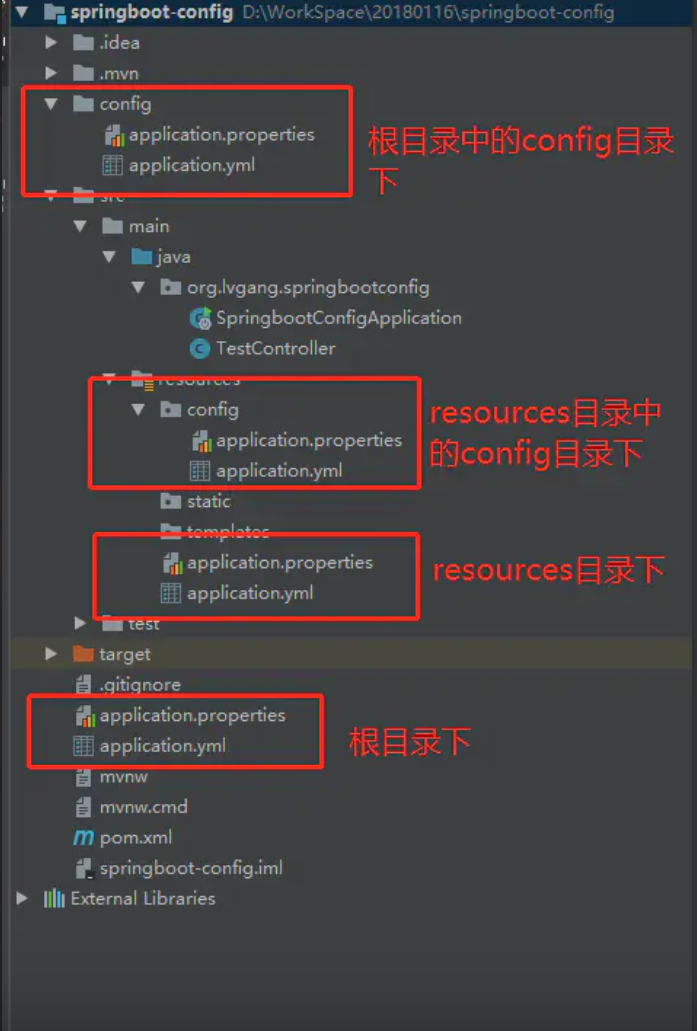 springboot-config D:\WorkSpace\20180116\springboot-config
.idea
.mvn
config
application.properties
application.yml
根目录中的config目录
下
src
main
java
org.lvgang.springbootconfig
SpringbootConfigApplication
TestController
resources
config
application.properties
application.yml
resources目录中
的config目录下
static
templates
application.properties
application.yml
resources目录下
test
target
.gitignore
application.properties
application.yml
根目录下
mvnw
mvnw.cmd
pom.xml
springboot-config.iml
External Libraries